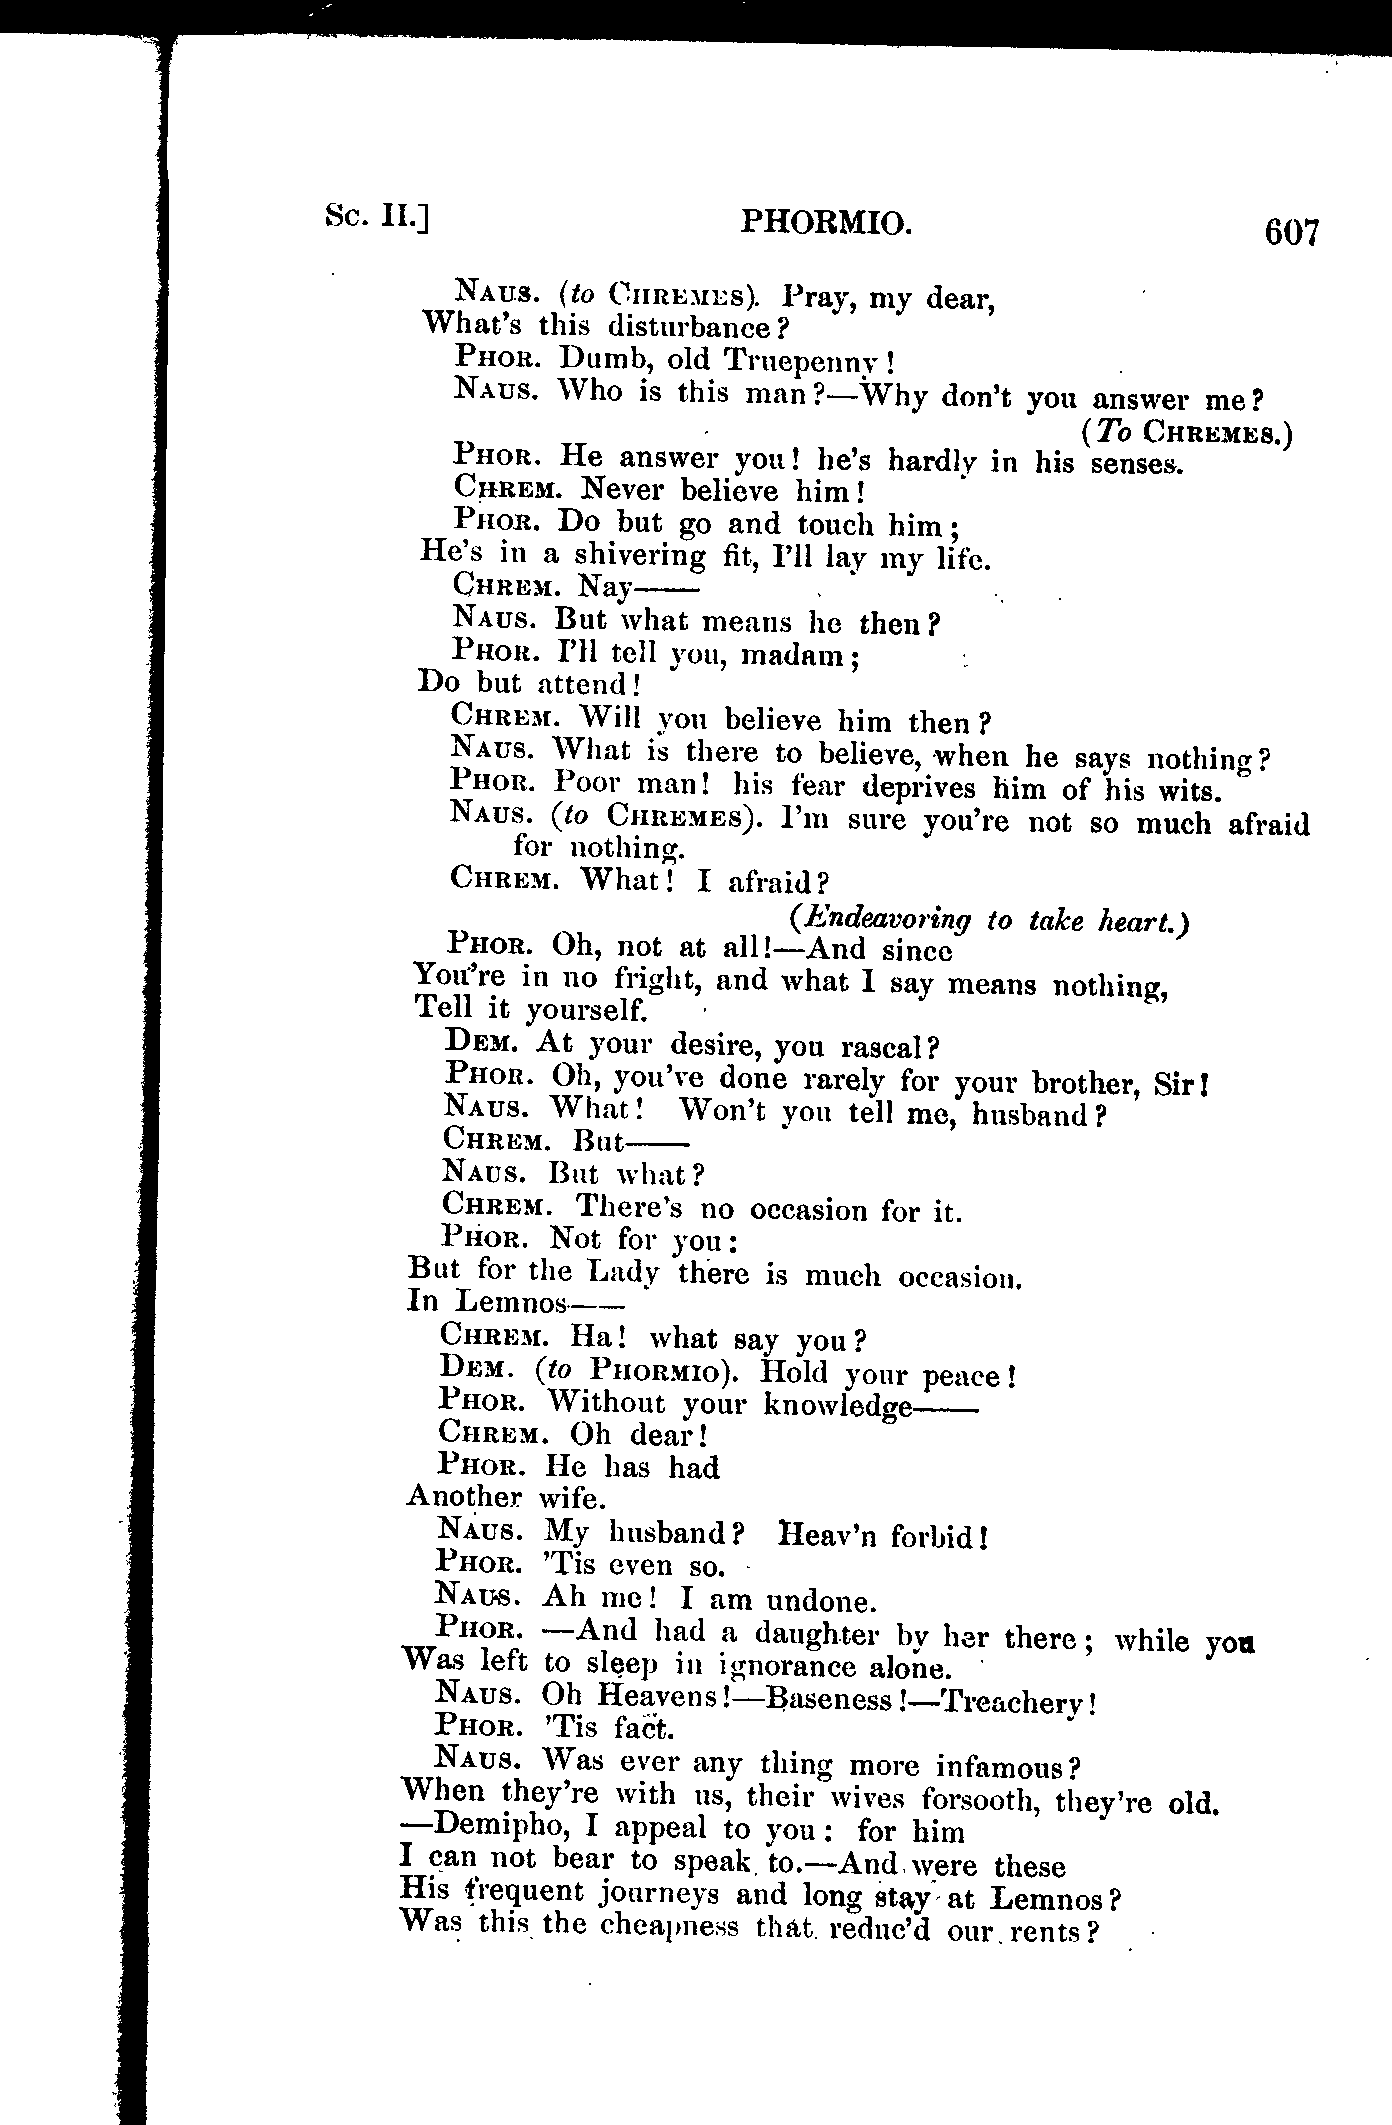 Sc. II.] PHORMIO. 607
NAUS. (to CHREMES). Pray, my dear,
What's this disturbance?
PHOR. Dumb, old Truepenny!
NAUS. Who is this man?—Why don't you answer me?
(To CHREMES.)
PHOR. He answer you! he's hardly in his senses.
CHREM. Never believe him!
PHOR. Do but go and touch him;
He's in a shivering fit, I'll lay my life.
CHREM. Nay——
NAUS. But what means he then?
PHOR. I'll tell you, madam;
Do but attend!
CHREM. Will you believe him then?
NAUS. What is there to believe, when he says nothing?
PHOR. Poor man! his fear deprives him of his wits.
NAUS. (to CHREMES). I'm sure you're not so much afraid
for nothing.
CHREM. What! I afraid?
(Endeavoring to take heart.)
PHOR. Oh, not at all!—And since
You're in no fright, and what I say means nothing,
Tell it yourself.
DEM. At your desire, you rascal?
PHOR. Oh, you've done rarely for your brother, Sir!
NAUS. What! Won't you tell me, husband?
CHREM. But——
NAUS. But what?
CHREM. There's no occasion for it.
PHOR. Not for you:
But for the Lady there is much occasion.
In Lemnos——
CHREM. Ha! what say you?
DEM. (to PHORMIO). Hold your peace!
PHOR. Without your knowledge——
CHREM. Oh dear!
PHOR. He has had
Another wife.
NAUS. My husband? Heav'n forbid!
PHOR. 'Tis even so.
NAUS. Ah me! I am undone.
PHOR. —And had a daughter by her there; while you
Was left to sleep in ignorance alone.
NAUS. Oh Heavens!—Baseness!—Treachery!
PHOR. 'Tis fact.
NAUS. Was ever any thing more infamous?
When they're with us, their wives forsooth, they're old.
—Demipho, I appeal to you: for him
I can not bear to speak to.—And were these
His frequent journeys and long stay at Lemnos?
Was this the cheapness that reduc'd our rents?